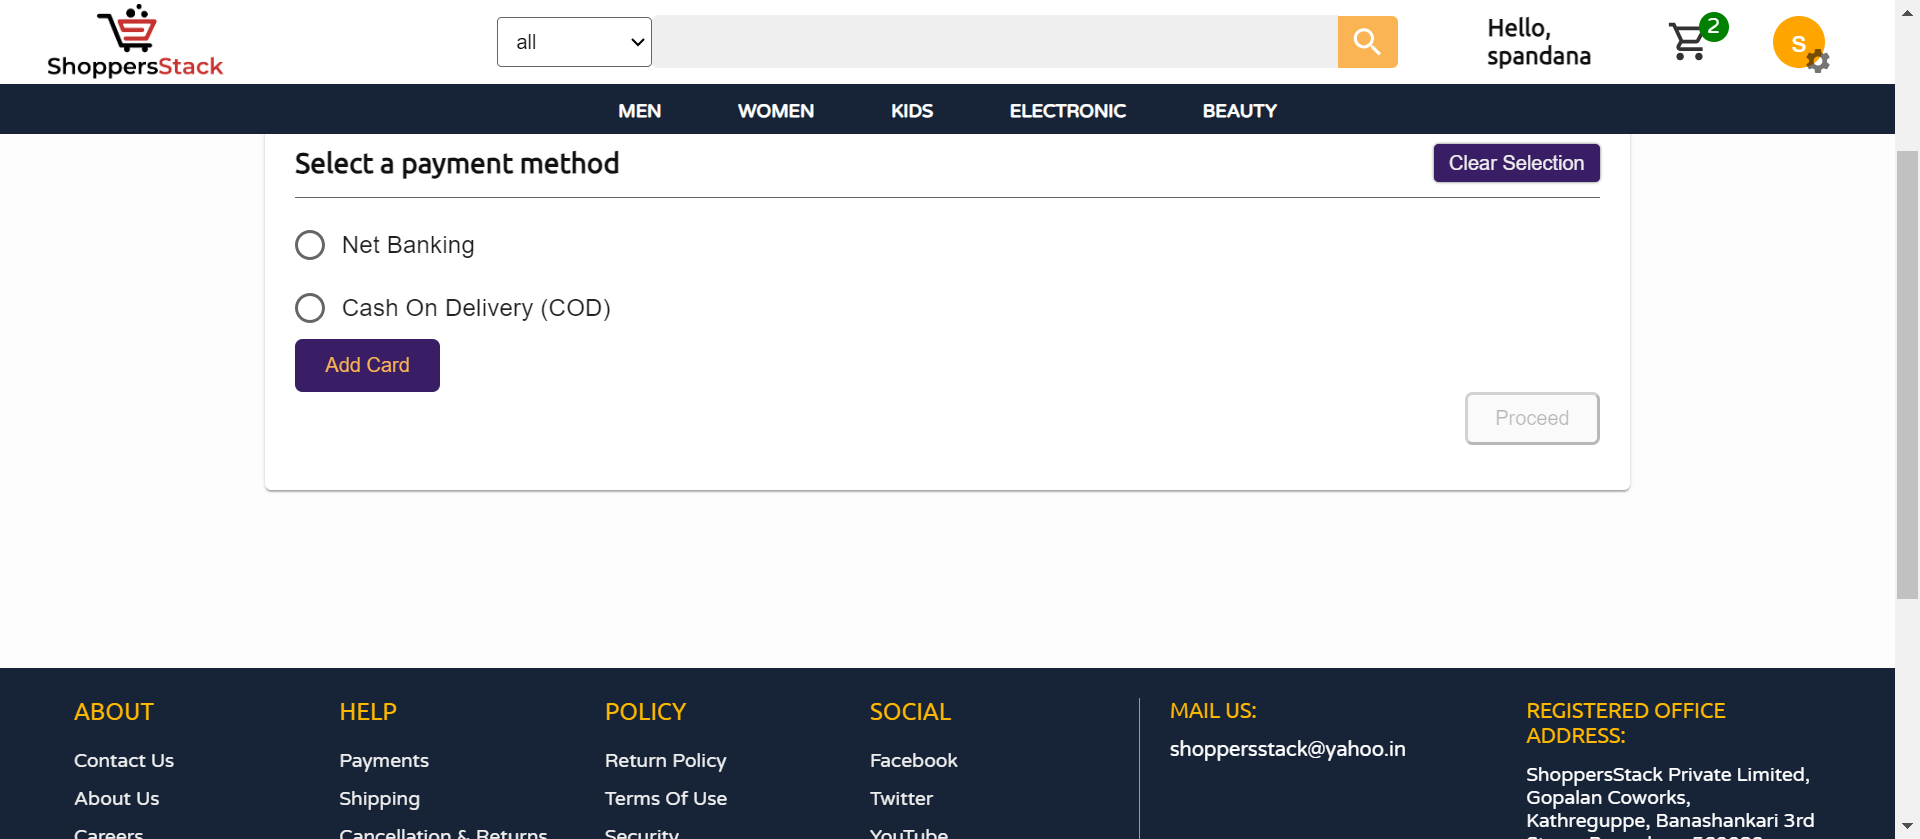 ShoppersStack
all
Hello,
spandana
2
S
MEN WOMEN KIDS ELECTRONIC BEAUTY
Select a payment method
Clear Selection
Net Banking
Cash On Delivery (COD)
Add Card
Proceed
ABOUT
Contact Us
About Us
Careers
HELP
Payments
Shipping
Cancellation & Returns
POLICY
Return Policy
Terms Of Use
Security
SOCIAL
Facebook
Twitter
YouTube
MAIL US:
shoppersstack@yahoo.in
REGISTERED OFFICE
ADDRESS:
ShoppersStack Private Limited,
Gopalan Coworks,
Kathreguppe, Banashankari 3rd